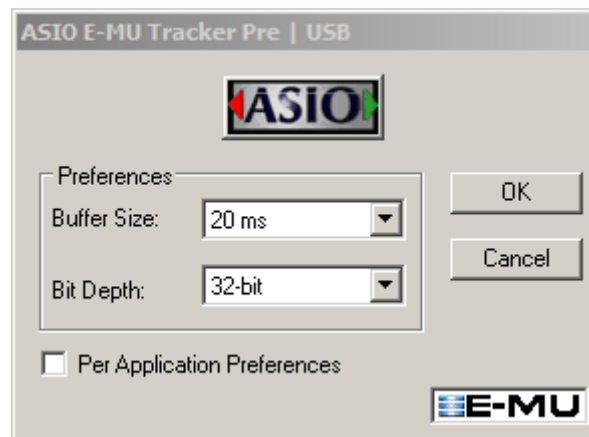 ASIO E-MU Tracker Pre | USB
ASIO
Preferences
Buffer Size: 20 ms
OK
Bit Depth: 32-bit
Cancel
Per Application Preferences
E-MU